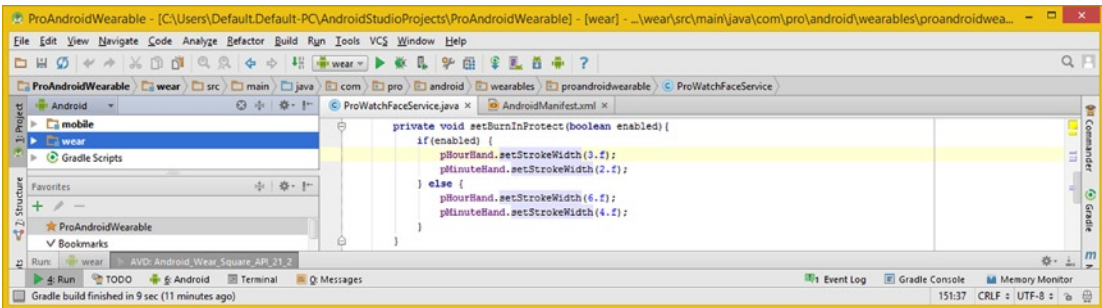 ProAndroidWearable - [C:\Users\Default.Default-PC\AndroidStudioProjects\ProAndroidWearable] - [wear] - ...\wear\src\main\java\com\pro\android\wearables\proandroidwea...
File Edit View Navigate Code Analyze Refactor Build Run Tools VCS Window Help
wear
ProAndroidWearable wear src main java com pro android wearables proandroidwearable ProWatchFaceService
1: Project
Android
ProWatchFaceService.java
AndroidManifest.xml
mobile
wear
Gradle Scripts
private void setBurnInProtect(boolean enabled){
if(enabled) {
pHourHand.setStrokeWidth(3.f);
pMinuteHand.setStrokeWidth(2.f);
} else {
pHourHand.setStrokeWidth(6.f);
pMinuteHand.setStrokeWidth(4.f);
}
}
Commander
Gradle
Z: Structure
Favorites
ProAndroidWearable
Bookmarks
Run: wear AVD: Android_Wear_Square_API_21_2
4: Run TODO 6: Android Terminal 0: Messages Event Log Gradle Console Memory Monitor
Gradle build finished in 9 sec (11 minutes ago) 151:37 CRLF UTF-8